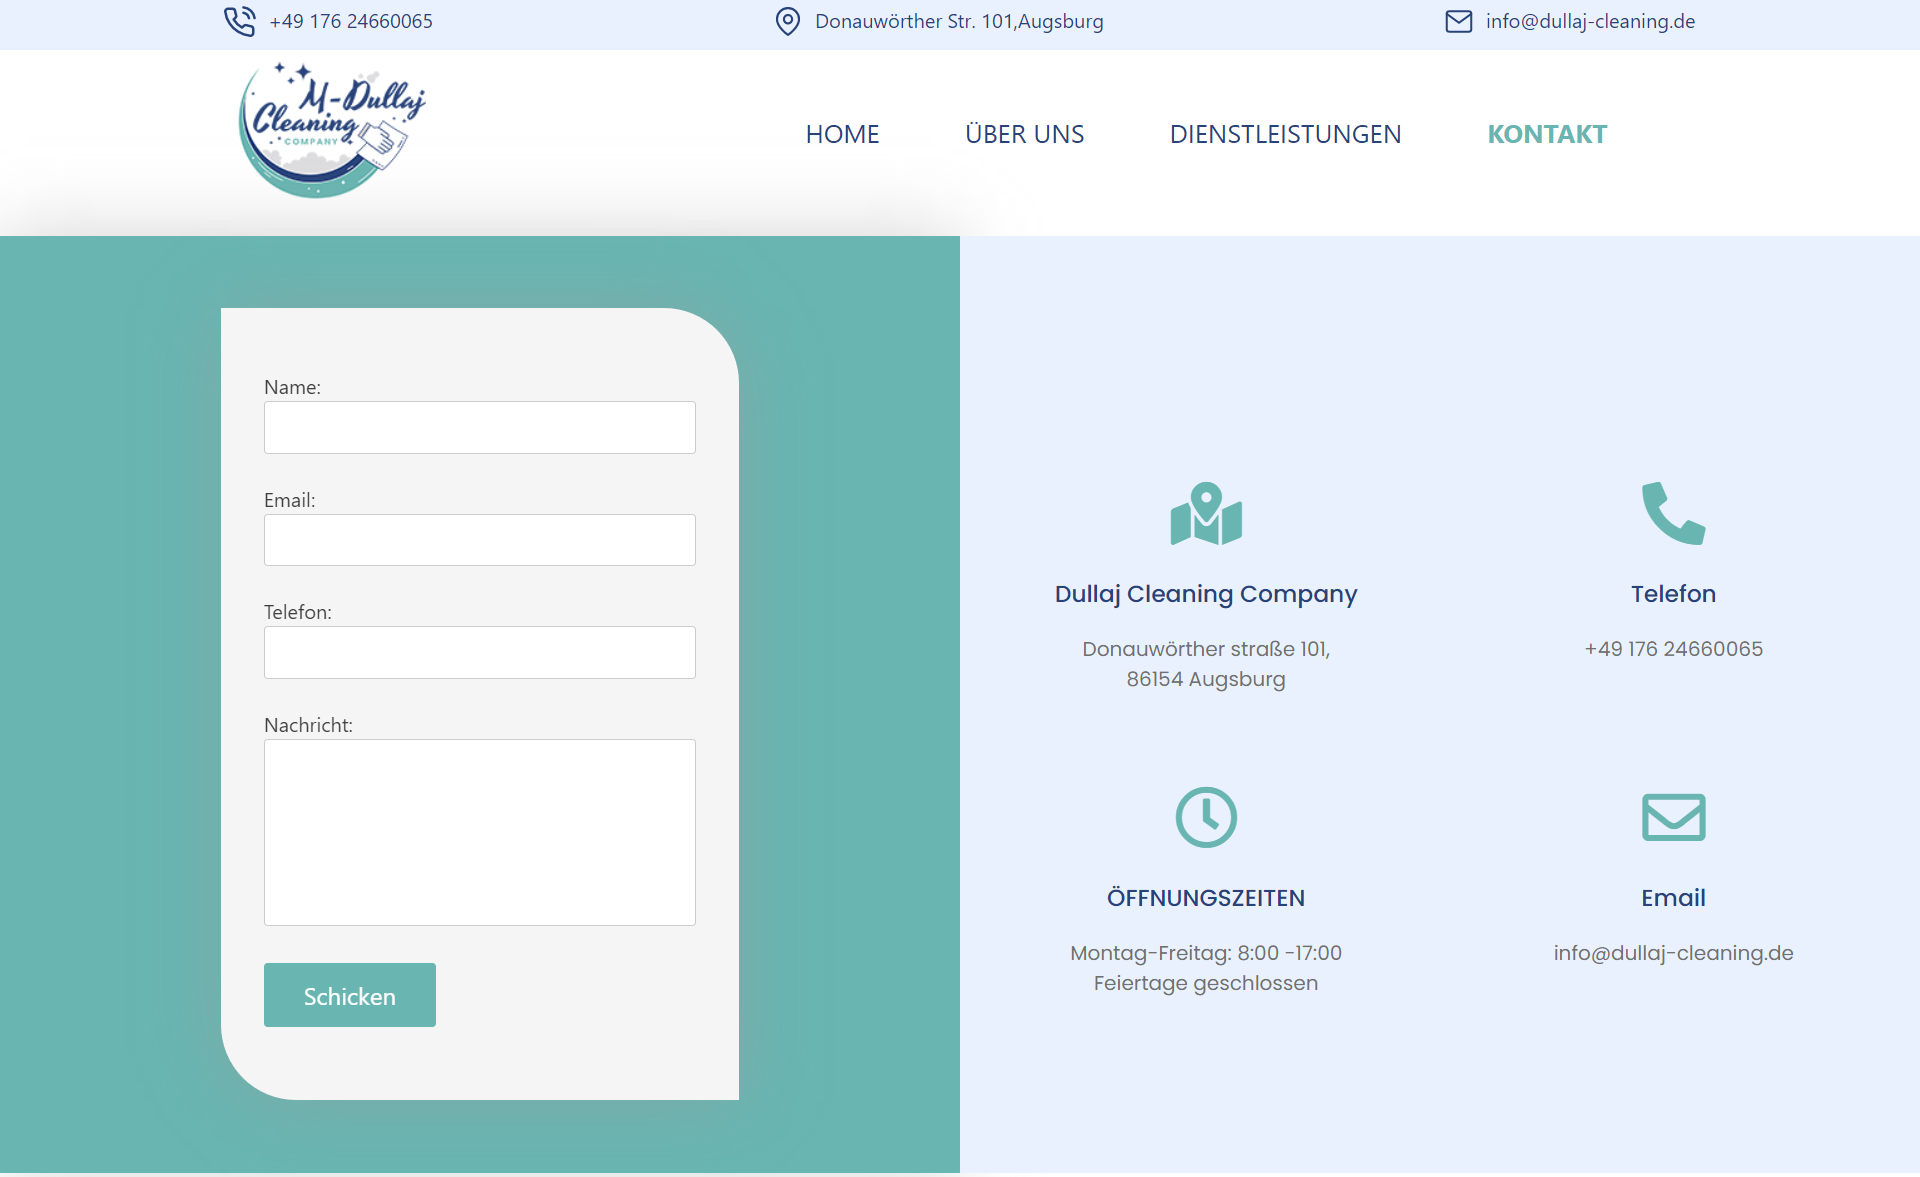 +49 176 24660065
Donauwörther Str. 101,Augsburg
info@dullaj-cleaning.de
M-Dullaj
Cleaning
COMPANY
HOME
ÜBER UNS
DIENSTLEISTUNGEN
KONTAKT
Name:
Email:
Telefon:
Nachricht:
Schicken
Dullaj Cleaning Company
Donauwörther straße 101,
86154 Augsburg
Telefon
+49 176 24660065
ÖFFNUNGSZEITEN
Montag-Freitag: 8:00 -17:00
Feiertage geschlossen
Email
info@dullaj-cleaning.de